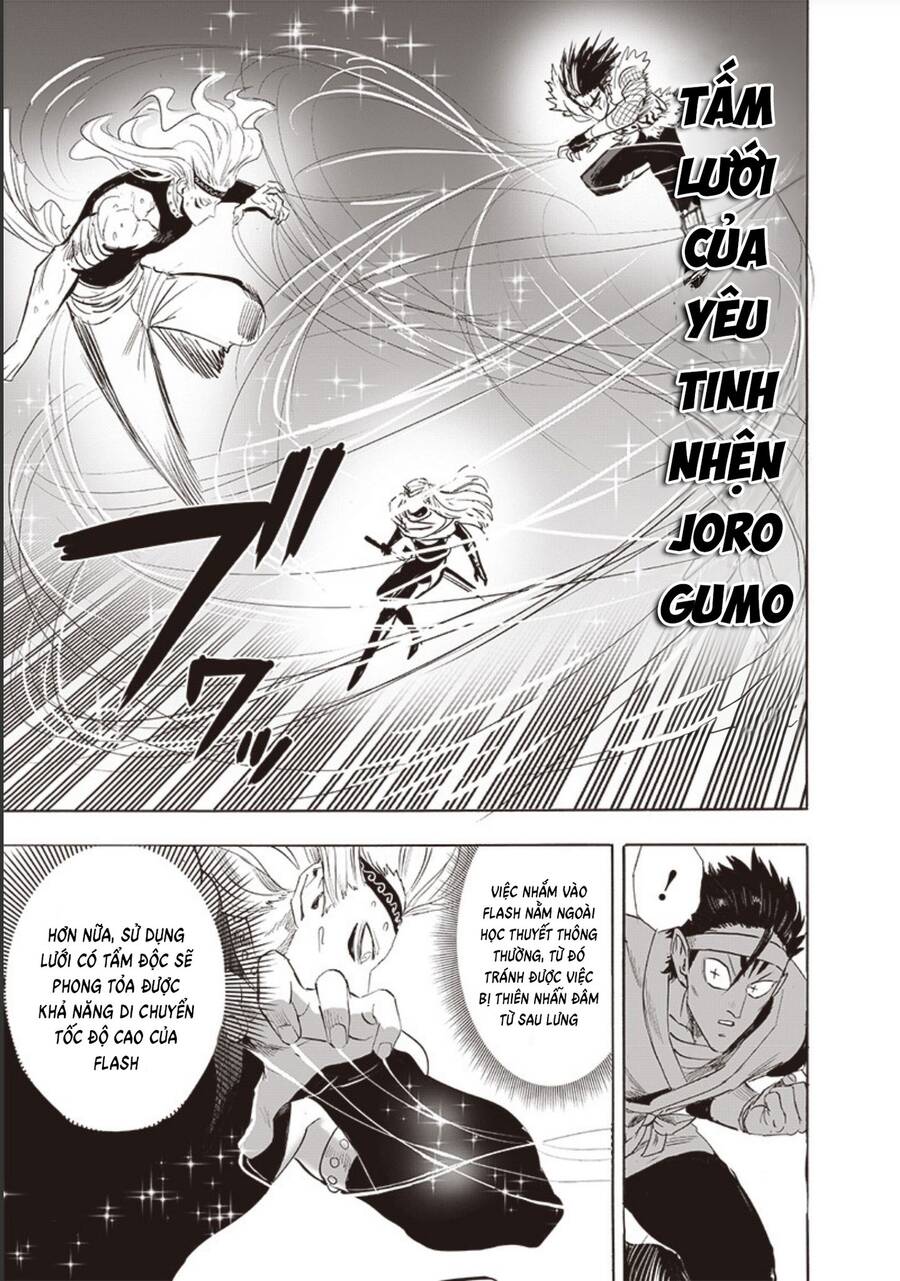 TẤM
LƯỚI
CỦA
YÊU
TINH
NHỆN
JORO
GUMO
ブワッ
!
VIỆC NHẮM VÀO
FLASH NẰM NGOÀI
HỌC THUYẾT THÔNG
THƯỜNG, TỪ ĐÓ
TRÁNH ĐƯỢC VIỆC
BỊ THIÊN NHÃN ĐÂM
TỪ SAU LƯNG
HƠN NỮA, SỬ DỤNG
LƯỚI CÓ TẨM ĐỘC SẼ
PHONG TỎA ĐƯỢC
KHẢ NĂNG DI CHUYỂN
TỐC ĐỘ CAO CỦA
FLASH